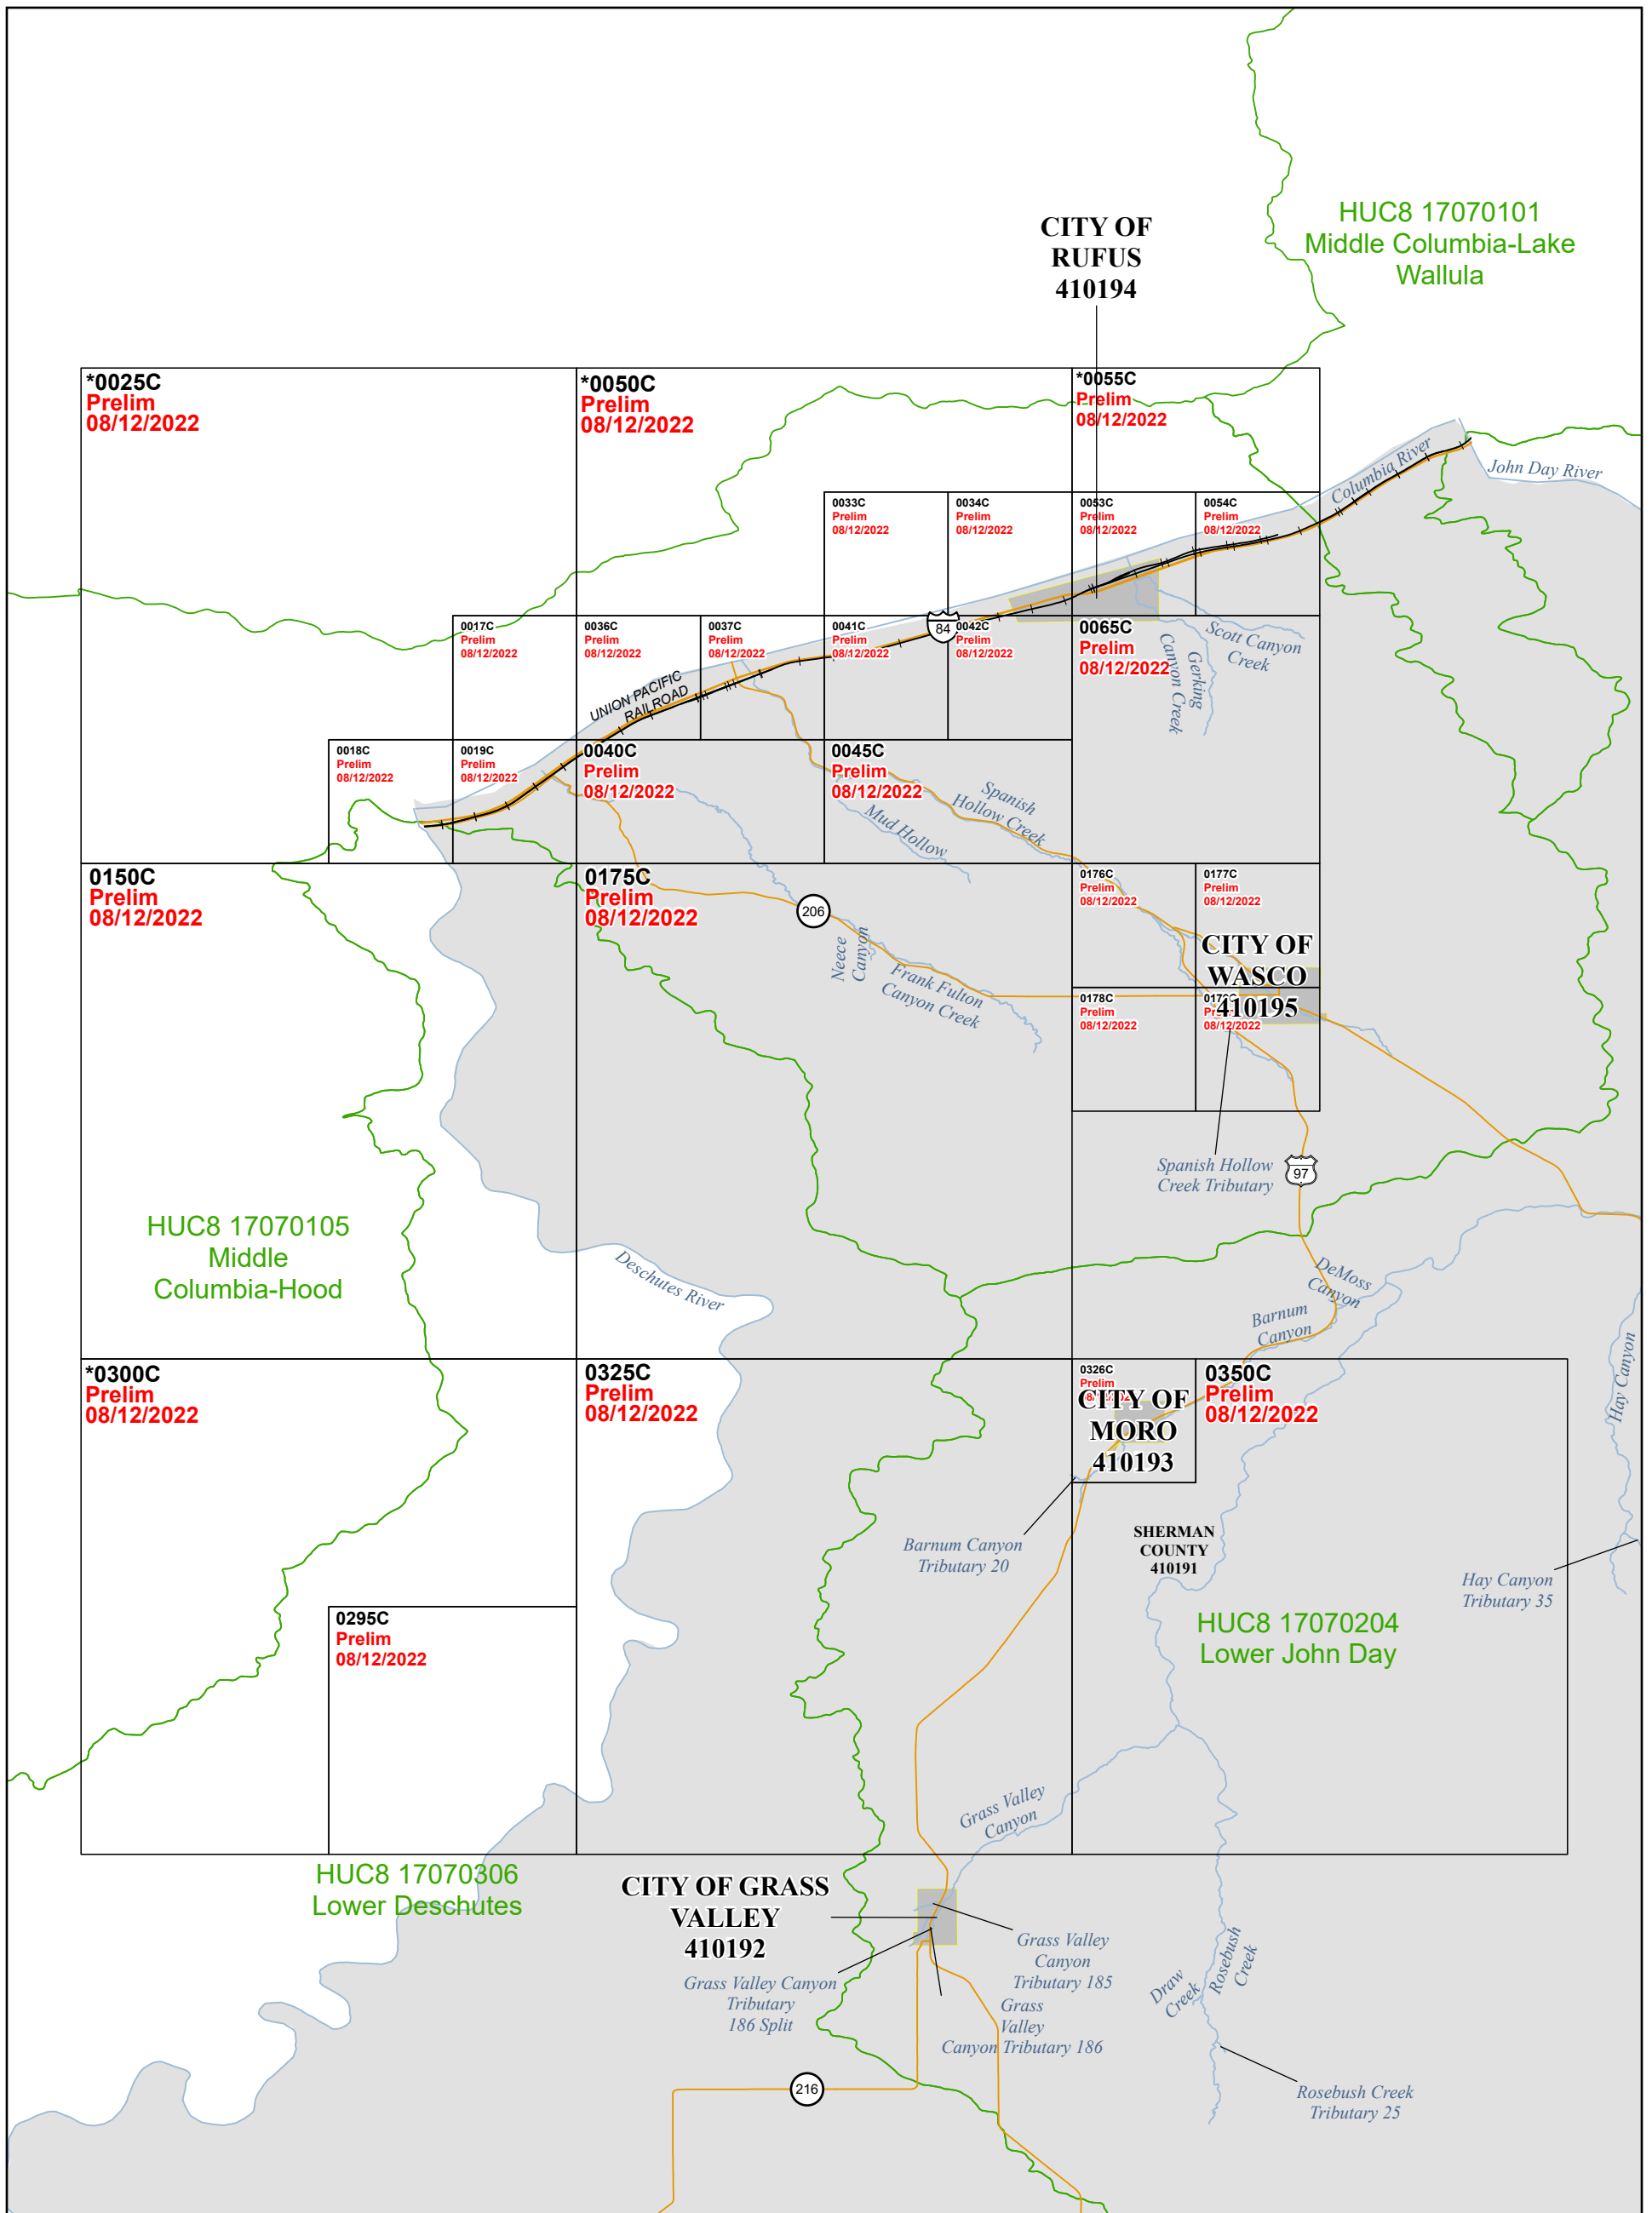 HUC8 17070101
Middle Columbia-Lake
Wallula
CITY OF
RUFUS
410194
*0025C
Prelim
08/12/2022
*0050C
Prelim
08/12/2022
*0055C
Prelim
08/12/2022
Columbia River
John Day River
0033C
Prelim
08/12/2022
0034C
Prelim
08/12/2022
0053C
Prelim
08/12/2022
0054C
Prelim
08/12/2022
0017C
Prelim
08/12/2022
0036C
Prelim
08/12/2022
0037C
Prelim
08/12/2022
0041C
Prelim
08/12/2022
84
0042C
Prelim
08/12/2022
0065C
Prelim
08/12/2022
Scott Canyon
Creek
Gerking
Canyon Creek
UNION PACIFIC
RAILROAD
0018C
Prelim
08/12/2022
0019C
Prelim
08/12/2022
0040C
Prelim
08/12/2022
0045C
Prelim
08/12/2022
Spanish
Hollow Creek
Mud Hollow
0150C
Prelim
08/12/2022
0175C
Prelim
08/12/2022
206
Neece
Canyon
Frank Fulton
Canyon Creek
0176C
Prelim
08/12/2022
0177C
Prelim
08/12/2022
CITY OF
WASCO
410195
0178C
Prelim
08/12/2022
08/12/2022
Spanish Hollow
Creek Tributary
97
HUC8 17070105
Middle
Columbia-Hood
Deschutes River
DeMoss
Canyon
Barnum
Canyon
Hay Canyon
*0300C
Prelim
08/12/2022
0325C
Prelim
08/12/2022
0326C
Prelim
CITY OF
MORO
410193
0350C
Prelim
08/12/2022
Barnum Canyon
Tributary 20
SHERMAN
COUNTY
410191
Hay Canyon
Tributary 35
HUC8 17070204
Lower John Day
0295C
Prelim
08/12/2022
Grass Valley
Canyon
HUC8 17070306
Lower Deschutes
CITY OF GRASS
VALLEY
410192
Grass Valley Canyon
Tributary
186 Split
Grass Valley
Canyon
Tributary 185
Grass
Valley
Canyon Tributary 186
Draw
Creek
Rosebush
Creek
216
Rosebush Creek
Tributary 25